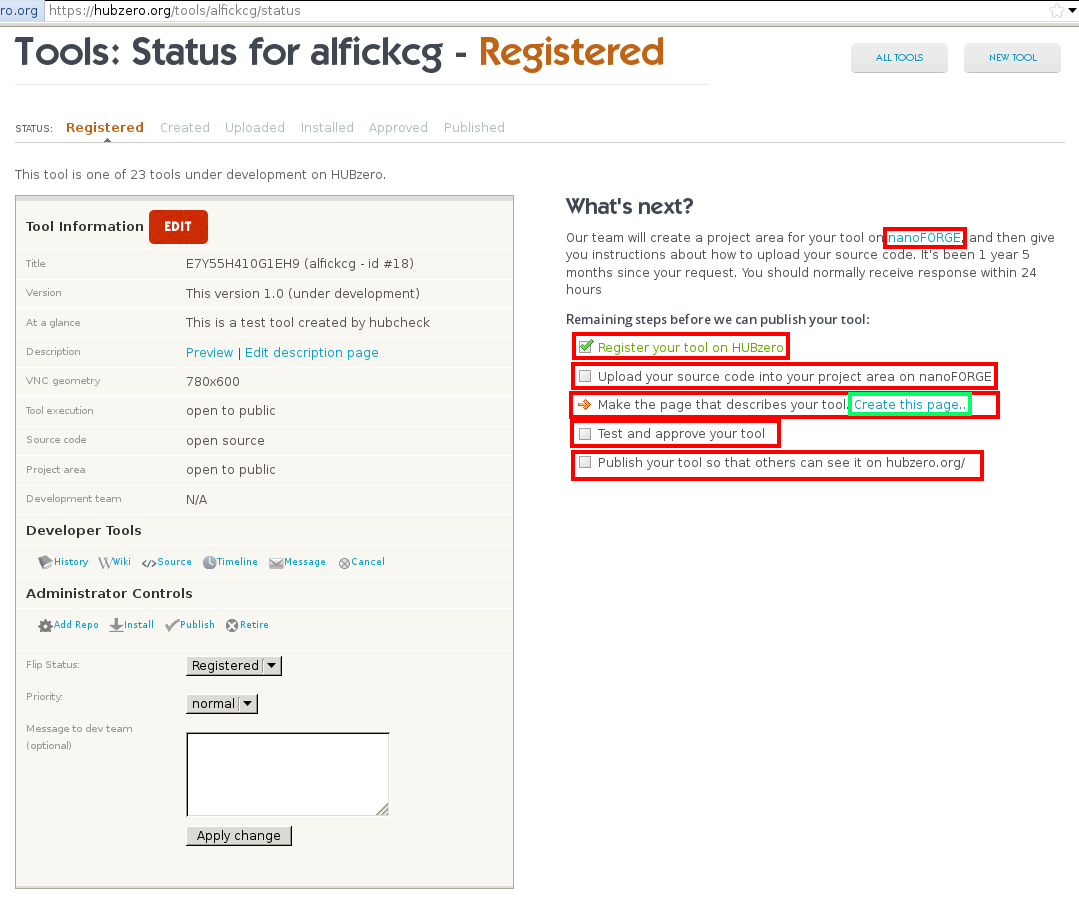 ro.org https://hubzero.org/tools/alfickcg/status
Tools: Status for alfickcg - Registered
ALL TOOLS NEW TOOL
STATUS: Registered Created Uploaded Installed Approved Published
This tool is one of 23 tools under development on HUBzero.
Tool Information EDIT
Title E7Y55H410G1EH9 (alfickcg - id #18)
Version This version 1.0 (under development)
At a glance This is a test tool created by hubcheck
Description Preview | Edit description page
VNC geometry 780x600
Tool execution open to public
Source code open source
Project area open to public
Development team N/A
Developer Tools
History Wiki Source Timeline Message Cancel
Administrator Controls
Add Repo Install Publish Retire
Flip Status: Registered
Priority: normal
Message to dev team
(optional)
Apply change
What's next?
Our team will create a project area for your tool on nanoFORGE, and then give
you instructions about how to upload your source code. It's been 1 year 5
months since your request. You should normally receive response within 24
hours
Remaining steps before we can publish your tool:
Register your tool on HUBzero
Upload your source code into your project area on nanoFORGE
Make the page that describes your tool. Create this page..
Test and approve your tool
Publish your tool so that others can see it on hubzero.org/